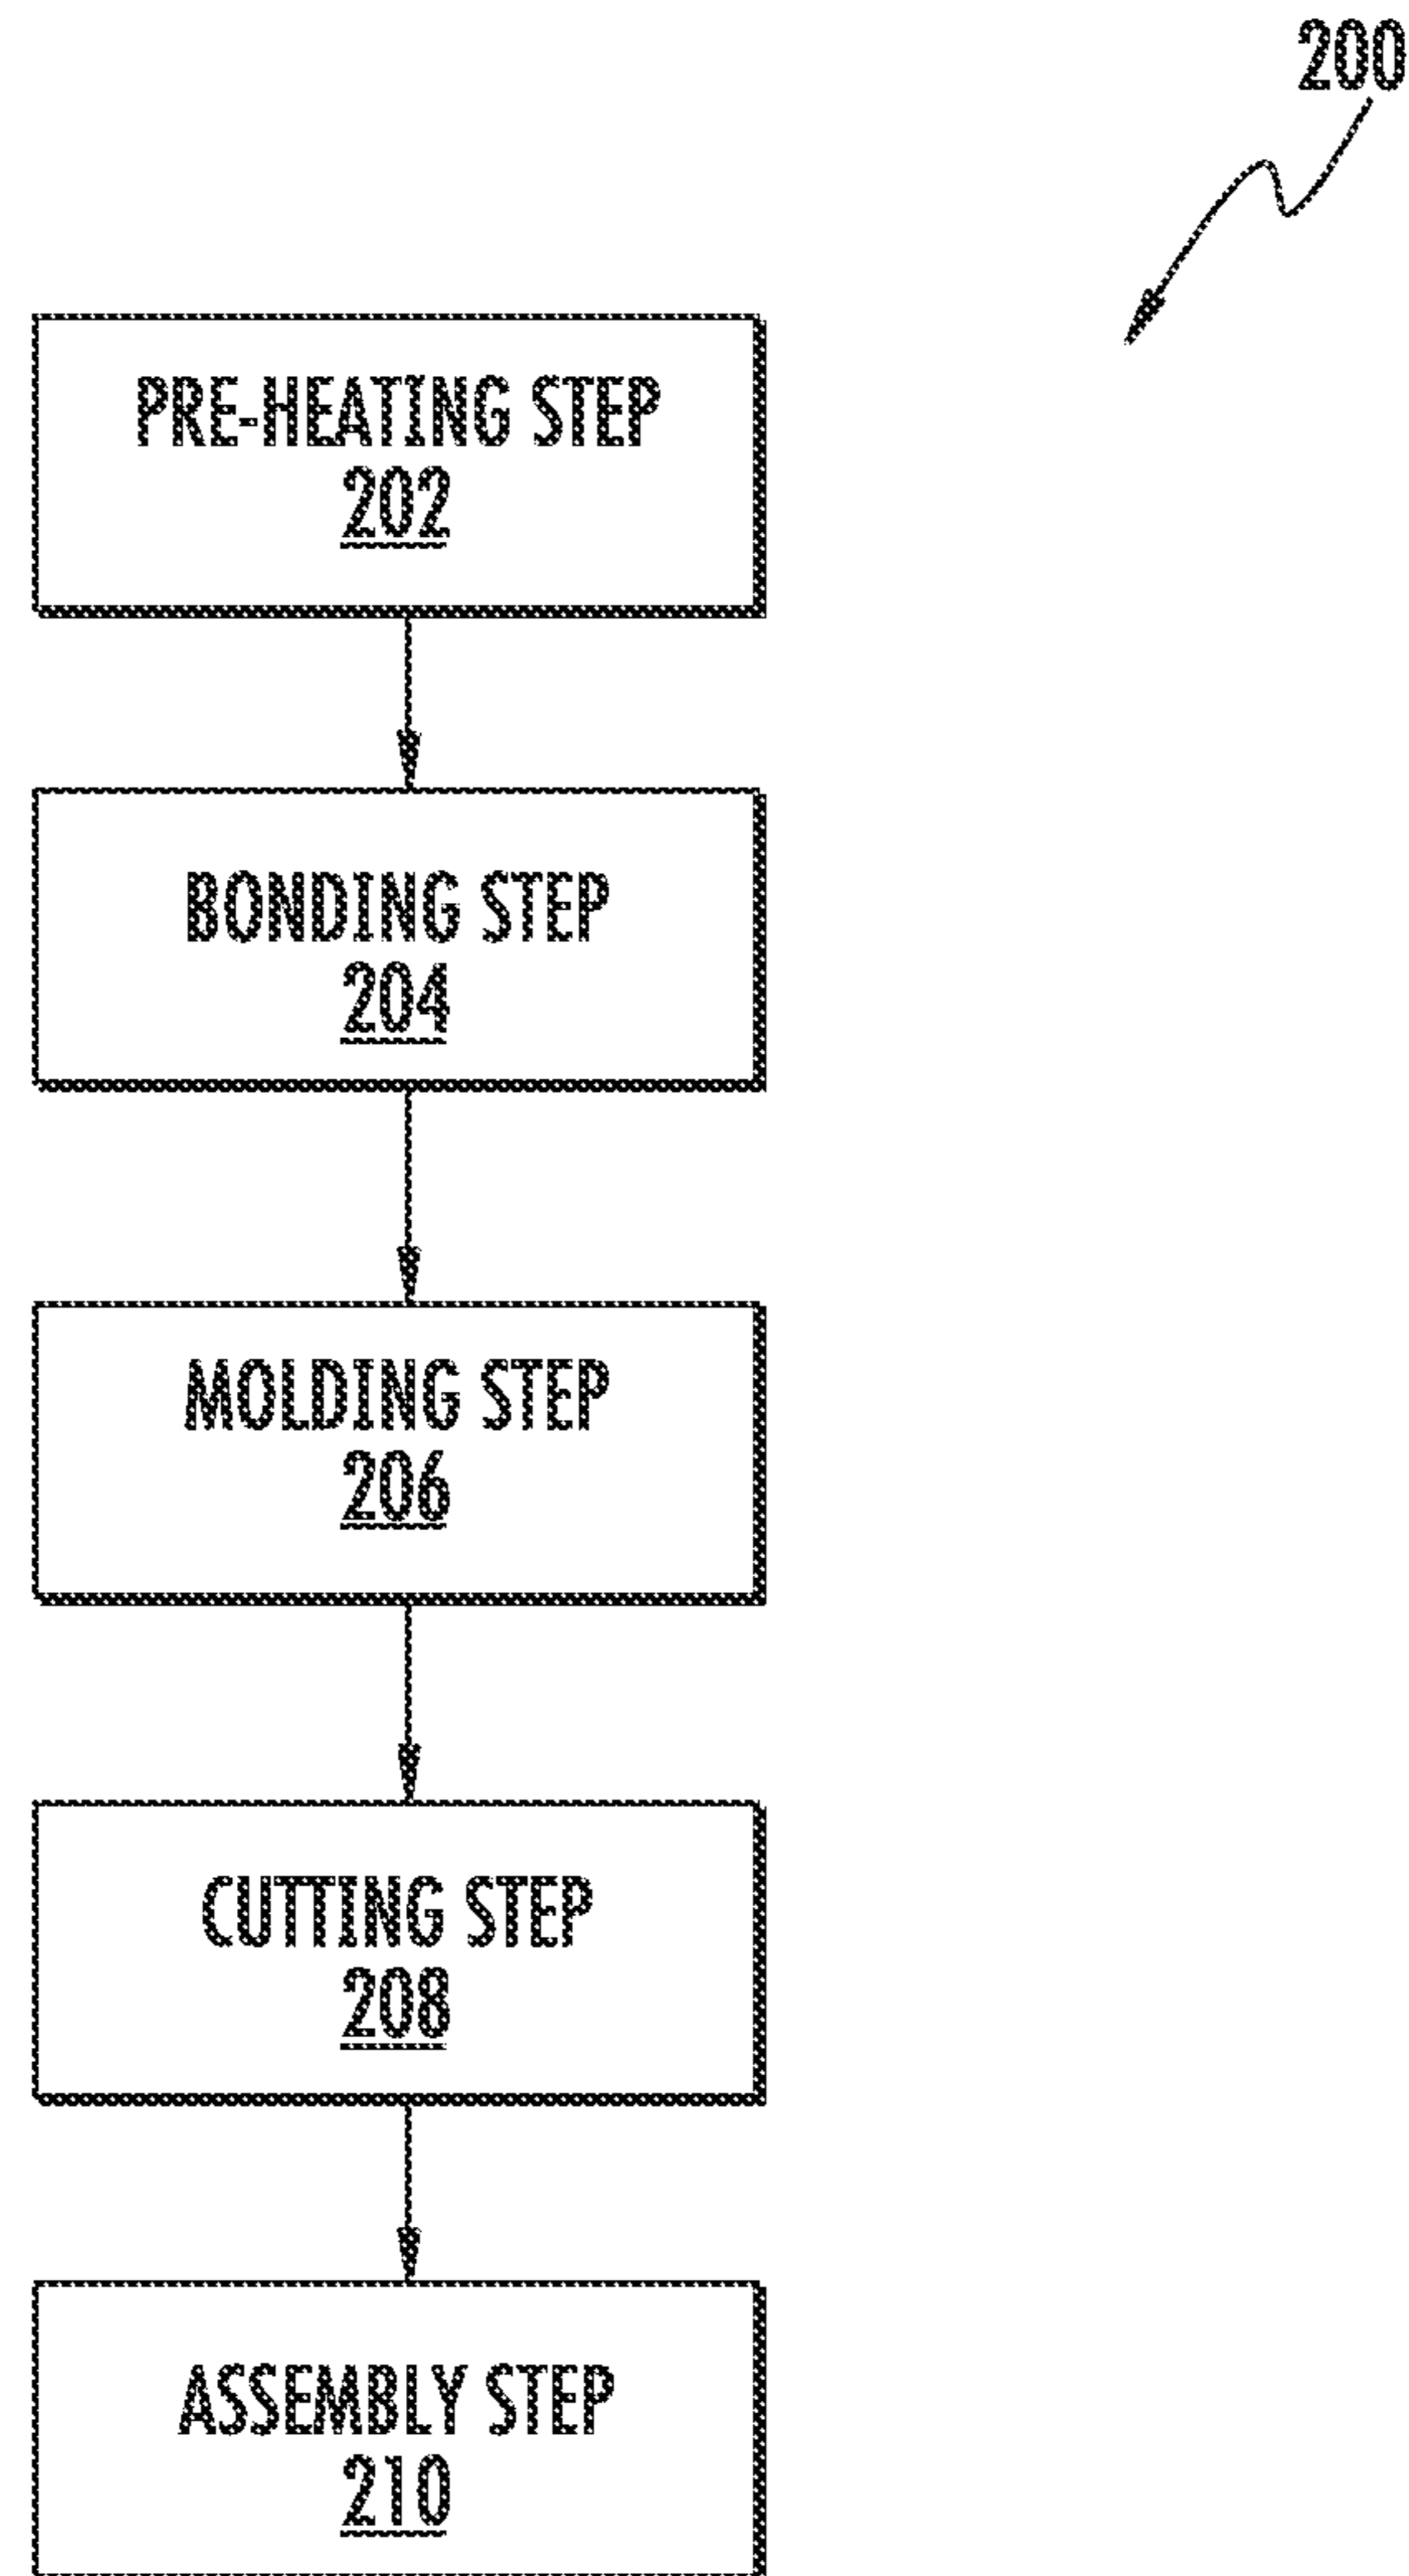 200
PRE-HEATING STEP
202
BONDING STEP
204
MOLDING STEP
206
CUTTING STEP
208
ASSEMBLY STEP
210